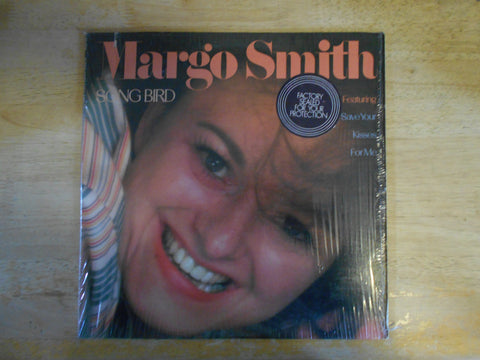 Margo Smith
SONG BIRD
FACTORY
SEALED
FOR YOUR
PROTECTION
Featuring
Save Your
Kisses
For Me